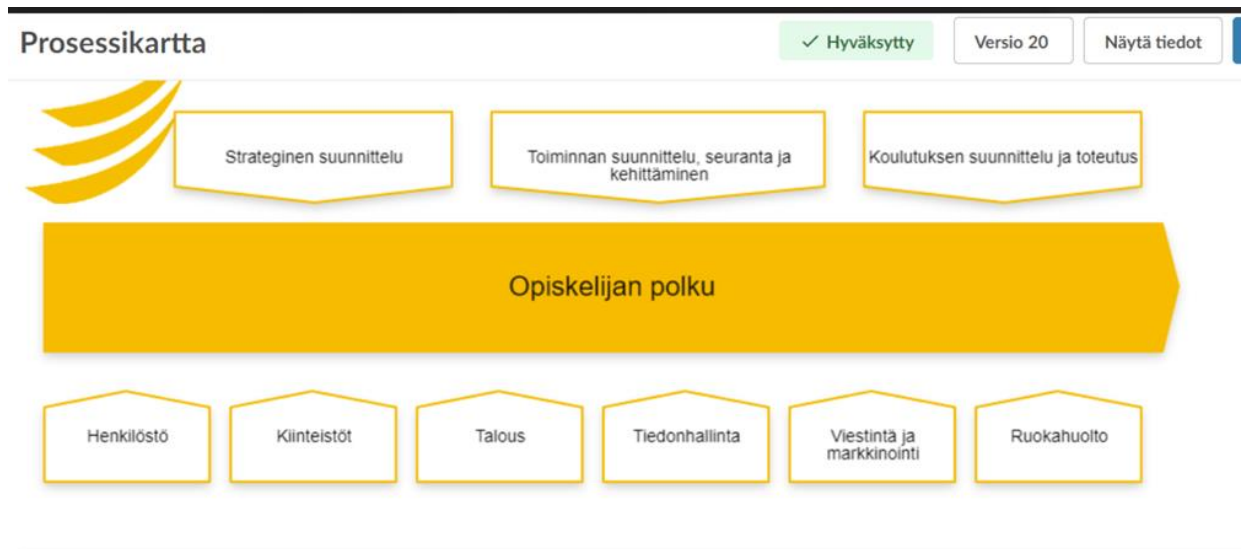 Prosessikartta
✓ Hyväksytty
Versio 20
Näytä tiedot
Strateginen suunnittelu
Toiminnan suunnittelu, seuranta ja
kehittäminen
Koulutuksen suunnittelu ja toteutus
Opiskelijan polku
Henkilöstö
Kiinteistöt
Talous
Tiedonhallinta
Viestintä ja
markkinointi
Ruokahuolto